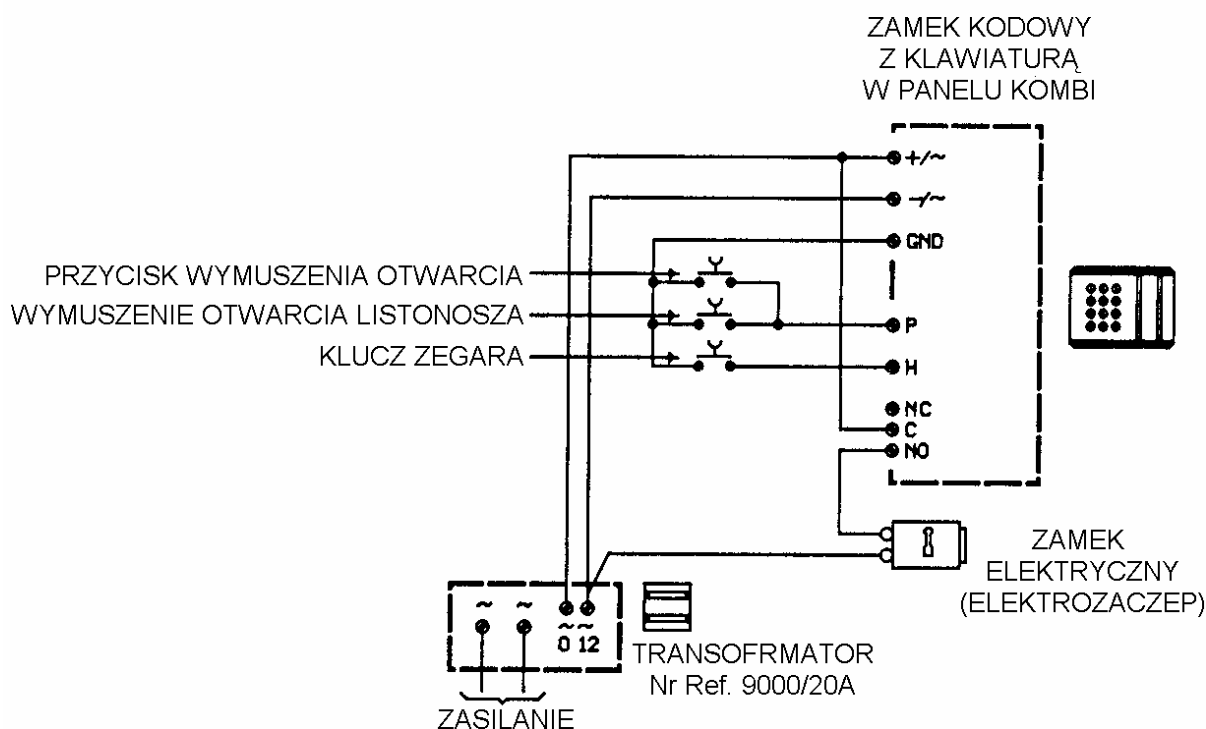 ZAMEK KODOWY
Z KLAWIATURĄ
W PANELU KOMBI
+/~
-/~
GND
PRZYCISK WYMUSZENIA OTWARCIA
WYMUSZENIE OTWARCIA LISTONOSZA
P
KLUCZ ZEGARA
H
NC
C
NO
ZAMEK
ELEKTRYCZNY
(ELEKTROZACZEP)
~ ~
~ ~
0 12
TRANSOFRMATOR
Nr Ref. 9000/20A
ZASILANIE